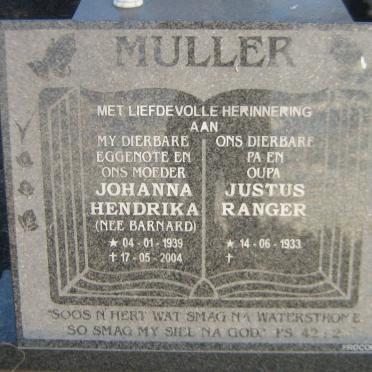 MULLER
MET LIEFDEVOLLE HERINNERING
AAN
MY DIERBARE
EGGENOTE EN
ONS MOEDER
JOHANNA
HENDRIKA
(NEE BARNARD)
★ 04 - 01 - 1939
✝ 17 - 05 - 2004
ONS DIERBARE
PA EN
OUPA
JUSTUS
RANGER
★ 14 - 06 - 1933
✝
"SOOS N HERT WAT SMAG NA WATERSTROME
SO SMAG MY SIEL NA GOD." PS. 42 : 2